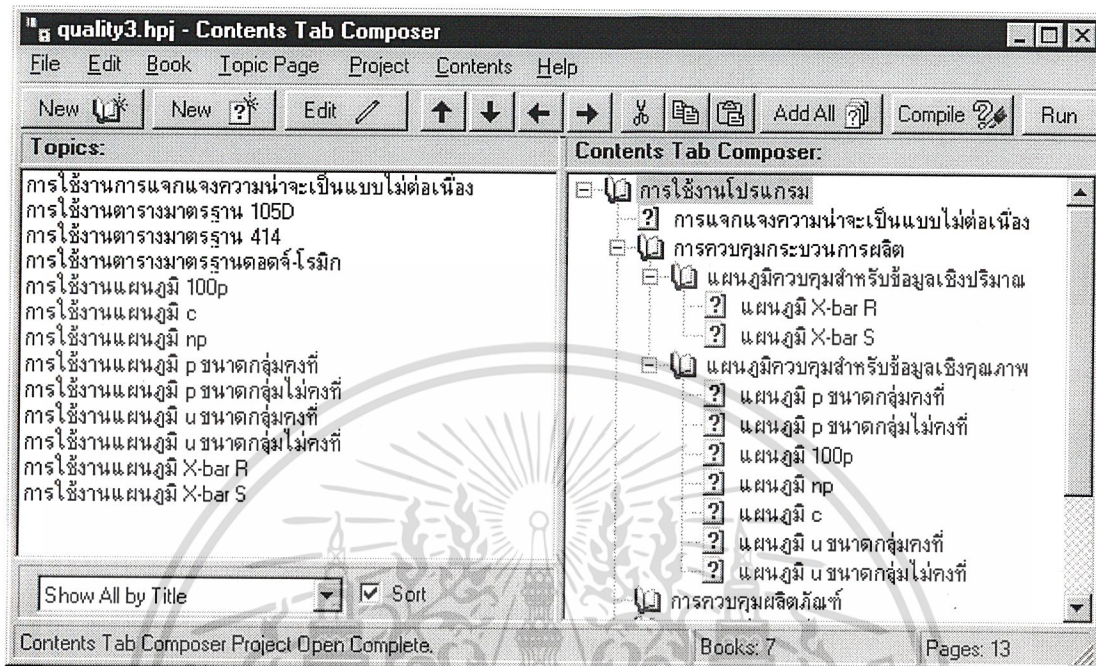 quality3.hpj - Contents Tab Composer
File Edit Book Topic Page Project Contents Help
New New Edit Add All Compile Run
Topics:
การใช้งานการแจกแจงความน่าจะเป็นแบบไม่ต่อเนื่อง
การใช้งานตารางมาตรฐาน 105D
การใช้งานตารางมาตรฐาน 414
การใช้งานตารางมาตรฐานดอดจ์-โรมิก
การใช้งานแผนภูมิ 100p
การใช้งานแผนภูมิ c
การใช้งานแผนภูมิ np
การใช้งานแผนภูมิ p ขนาดกลุ่มคงที่
การใช้งานแผนภูมิ p ขนาดกลุ่มไม่คงที่
การใช้งานแผนภูมิ u ขนาดกลุ่มคงที่
การใช้งานแผนภูมิ u ขนาดกลุ่มไม่คงที่
การใช้งานแผนภูมิ X-bar R
การใช้งานแผนภูมิ X-bar S
Show All by Title Sort
Contents Tab Composer:
การใช้งานโปรแกรม
การแจกแจงความน่าจะเป็นแบบไม่ต่อเนื่อง
การควบคุมกระบวนการผลิต
แผนภูมิควบคุมสำหรับข้อมูลเชิงปริมาณ
แผนภูมิ X-bar R
แผนภูมิ X-bar S
แผนภูมิควบคุมสำหรับข้อมูลเชิงคุณภาพ
แผนภูมิ p ขนาดกลุ่มคงที่
แผนภูมิ p ขนาดกลุ่มไม่คงที่
แผนภูมิ 100p
แผนภูมิ np
แผนภูมิ c
แผนภูมิ u ขนาดกลุ่มคงที่
แผนภูมิ u ขนาดกลุ่มไม่คงที่
การควบคุมผลิตภัณฑ์
Contents Tab Composer Project Open Complete. Books: 7 Pages: 13